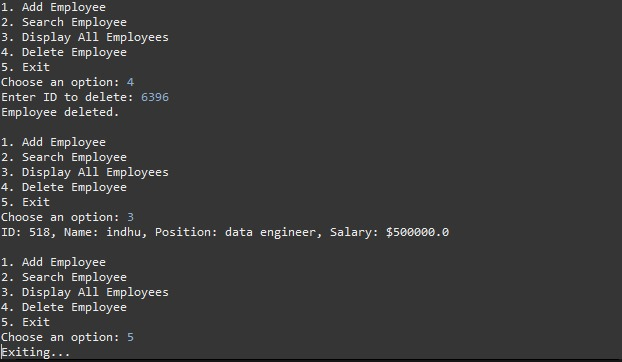 1. Add Employee
2. Search Employee
3. Display All Employees
4. Delete Employee
5. Exit
Choose an option: 4
Enter ID to delete: 6396
Employee deleted.
1. Add Employee
2. Search Employee
3. Display All Employees
4. Delete Employee
5. Exit
Choose an option: 3
ID: 518, Name: indhu, Position: data engineer, Salary: $500000.0
1. Add Employee
2. Search Employee
3. Display All Employees
4. Delete Employee
5. Exit
Choose an option: 5
Exiting...